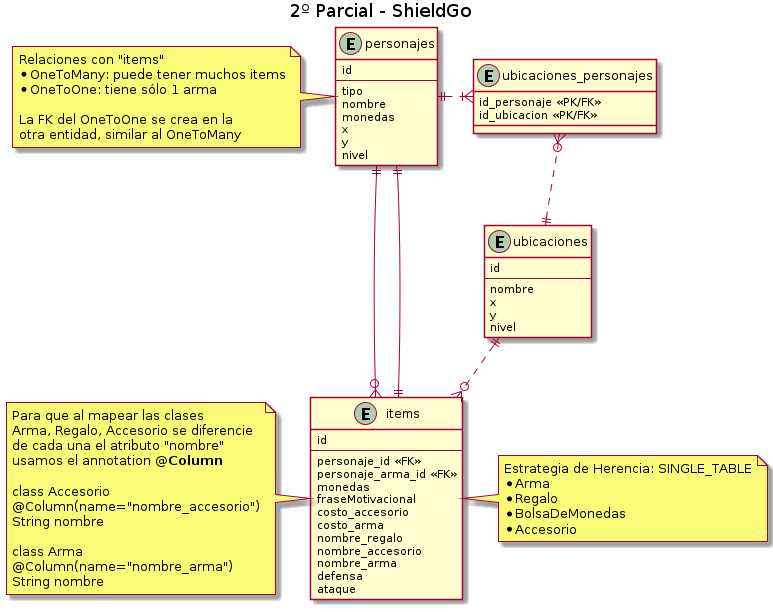 2º Parcial - ShieldGo
Relaciones con "items"
• OneToMany: puede tener muchos items
• OneToOne: tiene sólo 1 arma
La FK del OneToOne se crea en la
otra entidad, similar al OneToMany
E personajes
id
tipo
nombre
monedas
x
y
nivel
E ubicaciones_personajes
id_personaje «PK/FK»
id_ubicacion «PK/FK»
E ubicaciones
id
nombre
x
y
nivel
Para que al mapear las clases
Arma, Regalo, Accesorio se diferencie
de cada una el atributo "nombre"
usamos el annotation @Column
class Accesorio
@Column(name="nombre_accesorio")
String nombre
class Arma
@Column(name="nombre_arma")
String nombre
E items
id
personaje_id «FK»
personaje_arma_id «FK»
monedas
fraseMotivacional
costo_accesorio
costo_arma
nombre_regalo
nombre_accesorio
nombre_arma
defensa
ataque
Estrategia de Herencia: SINGLE_TABLE
• Arma
• Regalo
• BolsaDeMonedas
• Accesorio